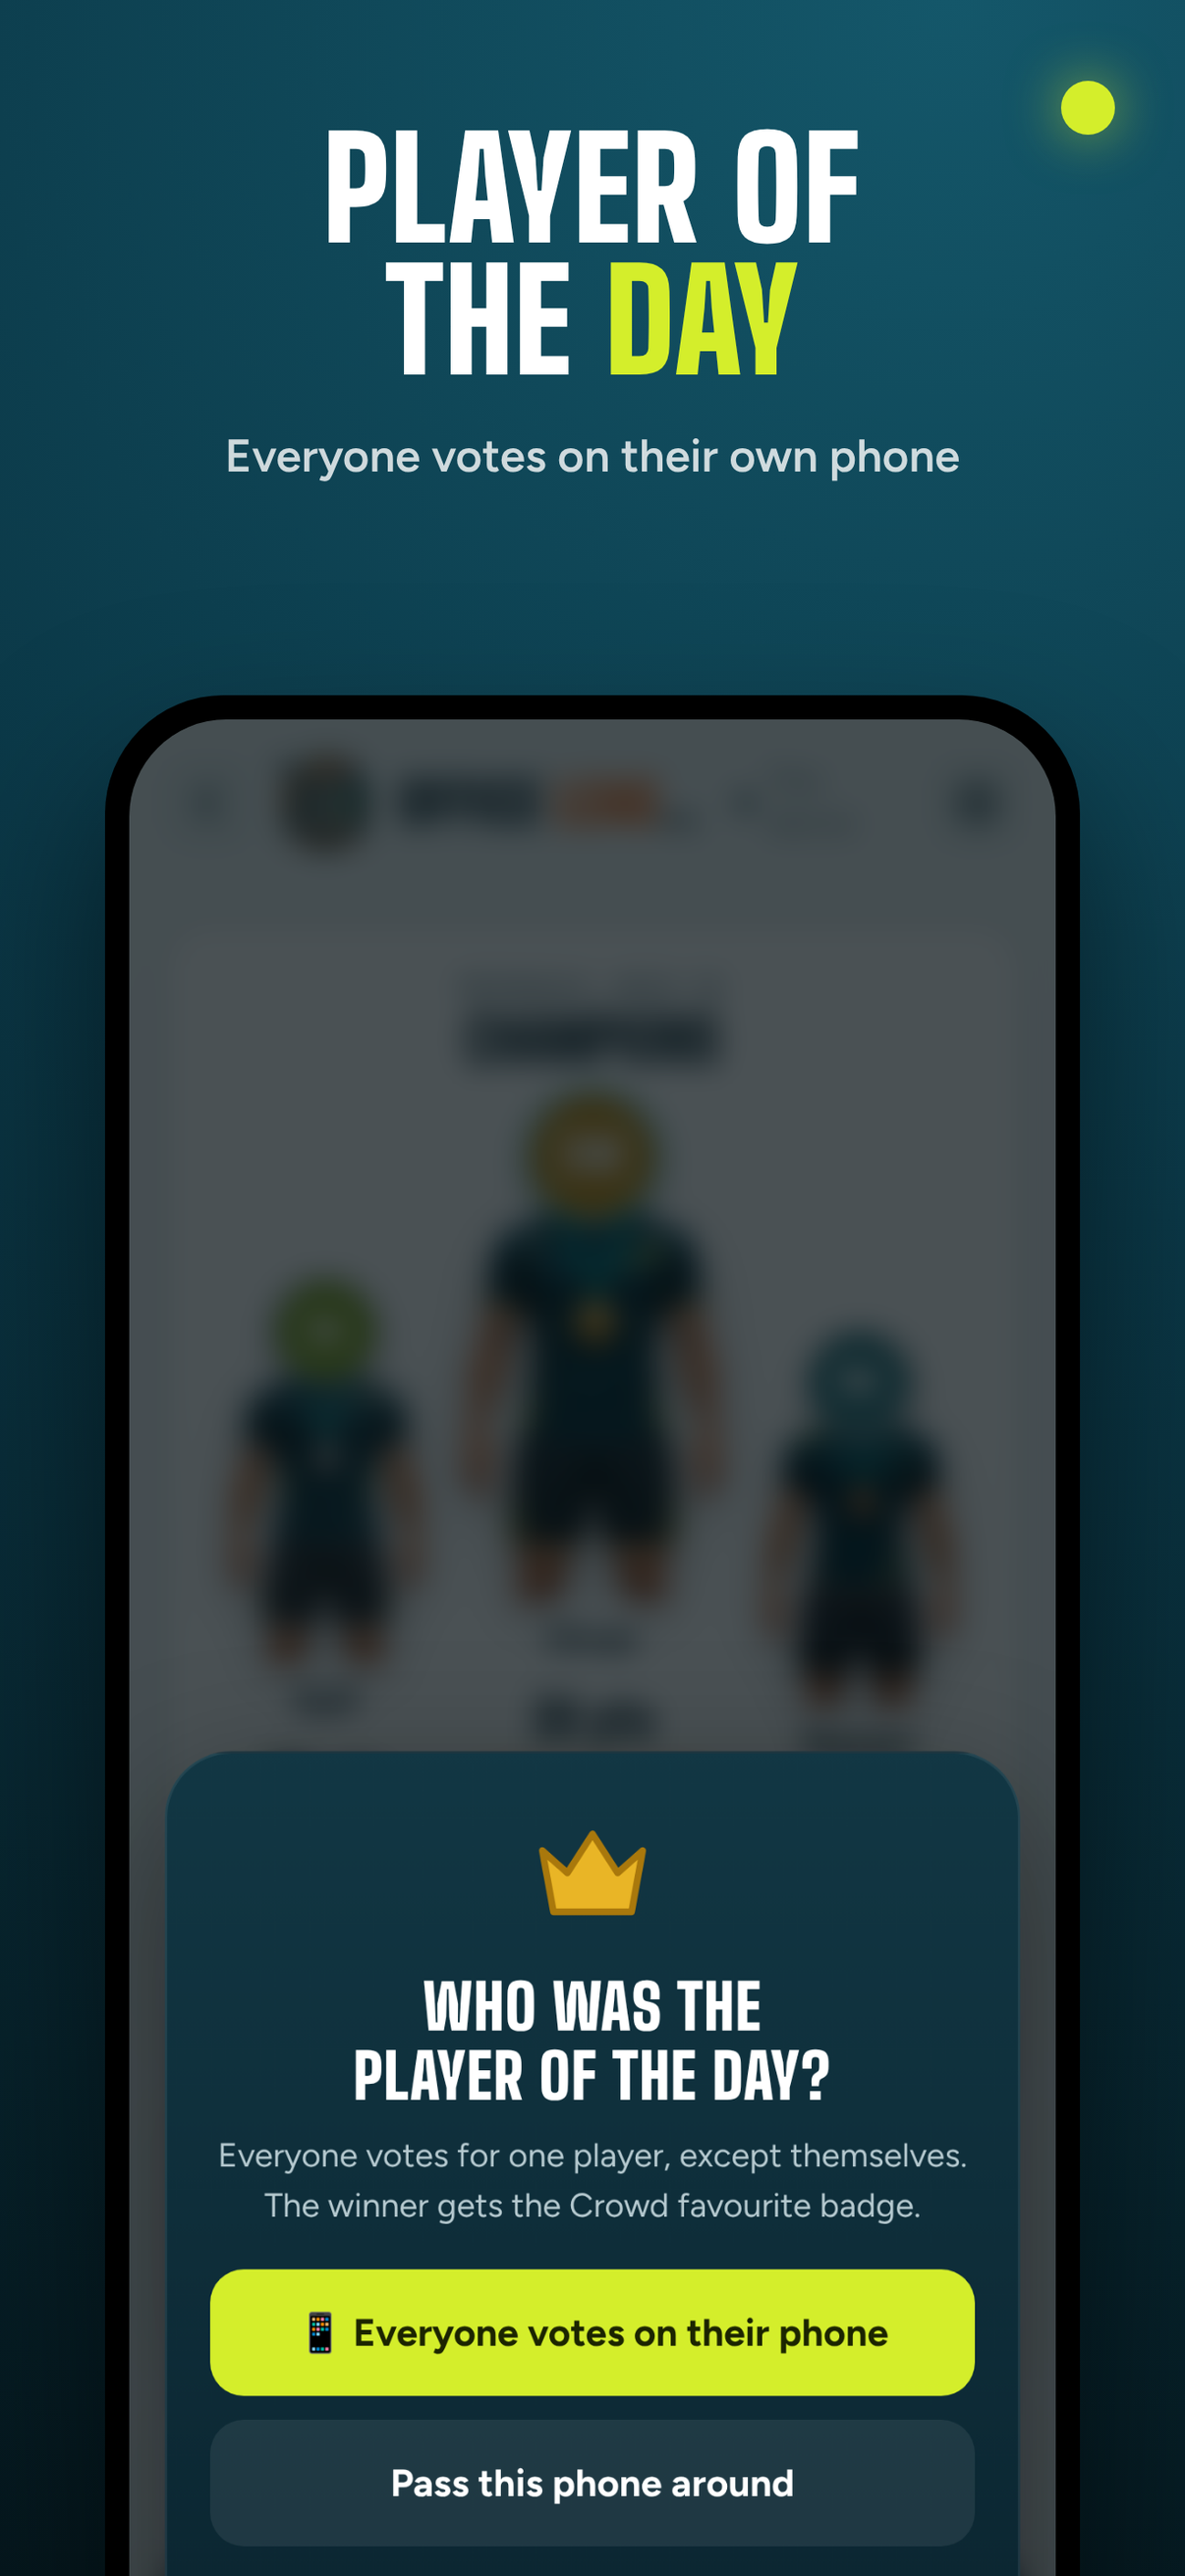 PLAYER OF
THE DAY
Everyone votes on their own phone
WHO WAS THE
PLAYER OF THE DAY?
Everyone votes for one player, except themselves.
The winner gets the Crowd favourite badge.
Everyone votes on their phone
Pass this phone around